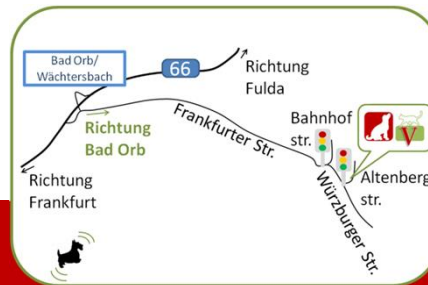 Bad Orb/
Wächtersbach
66
Richtung
Fulda
Richtung
Bad Orb
Frankfurter Str.
Bahnhof
str.
V
Altenberg
str.
Richtung
Frankfurt
Würzburger Str.